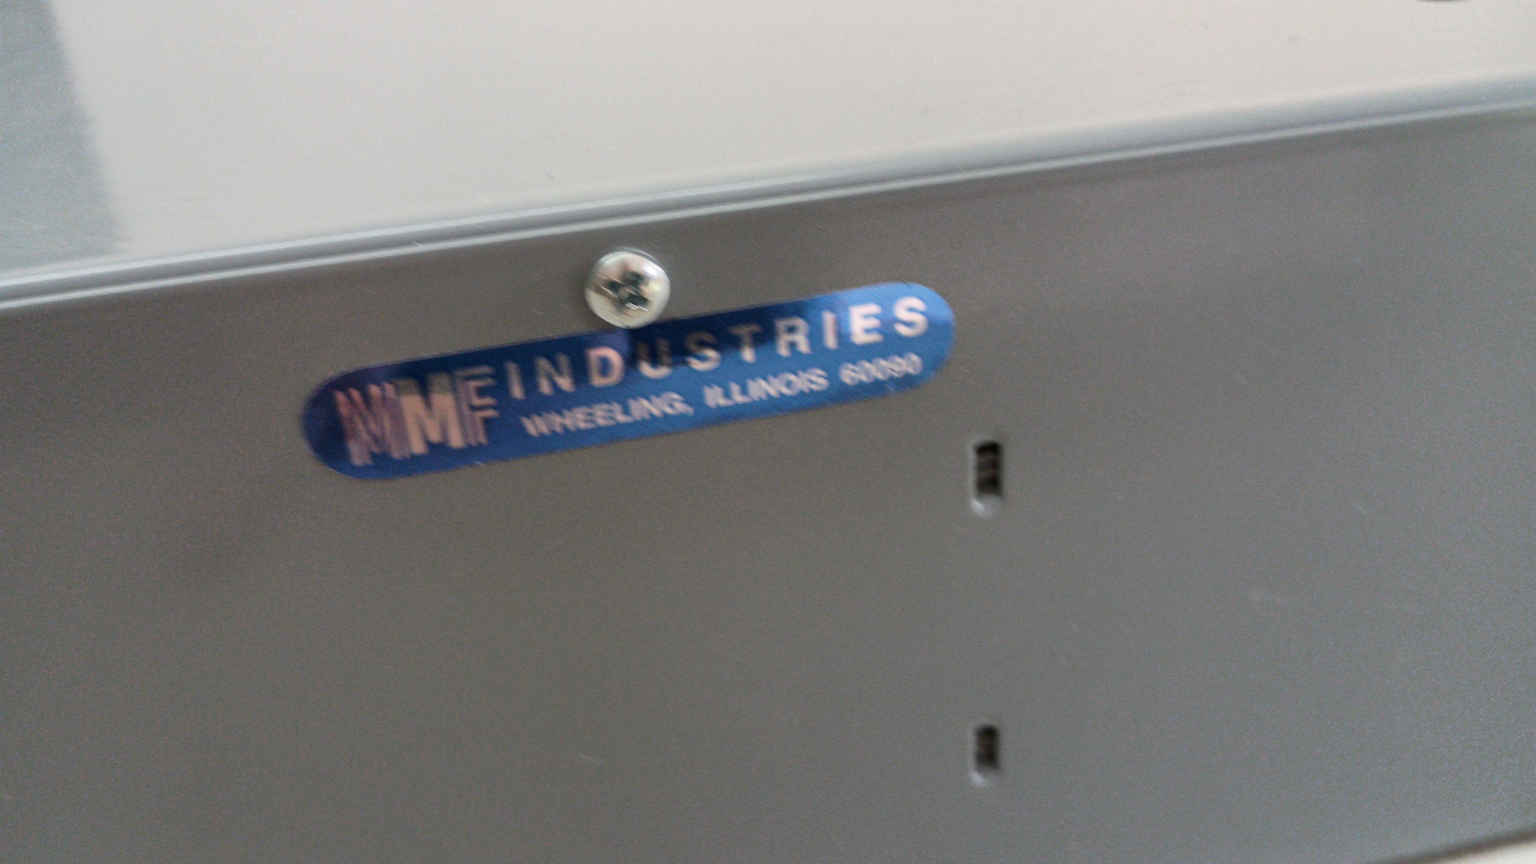 MMF INDUSTRIES
WHEELING, ILLINOIS 60090